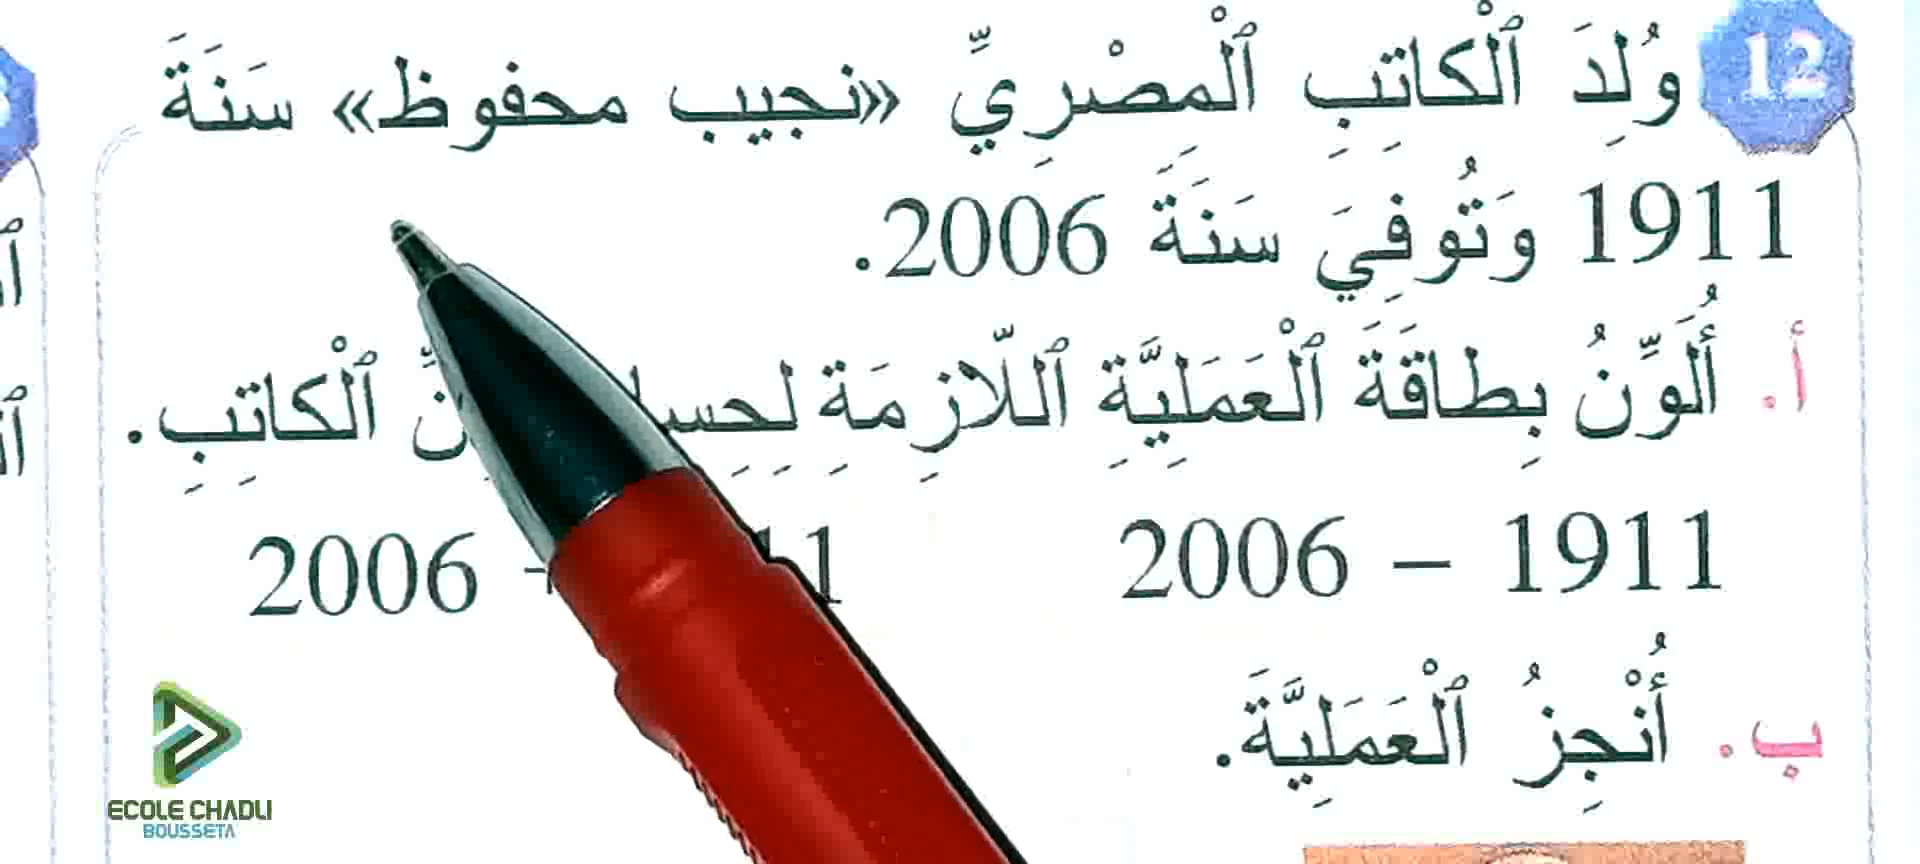 12
وُلِدَ ٱلْكاتِبِ ٱلْمِصْرِيِّ «نجيب محفوظ» سَنَةَ
1911 وَتُوفِيَ سَنَةَ 2006.
أ. أُلَوِّنُ بِطاقَةَ ٱلْعَمَلِيَّةِ ٱللّازِمَةِ ٱلْكاتِبِ.
2006 – 1911
2006
ب. أُنْجِزُ ٱلْعَمَلِيَّةَ.
ECOLE CHADLI
BOUSSETA